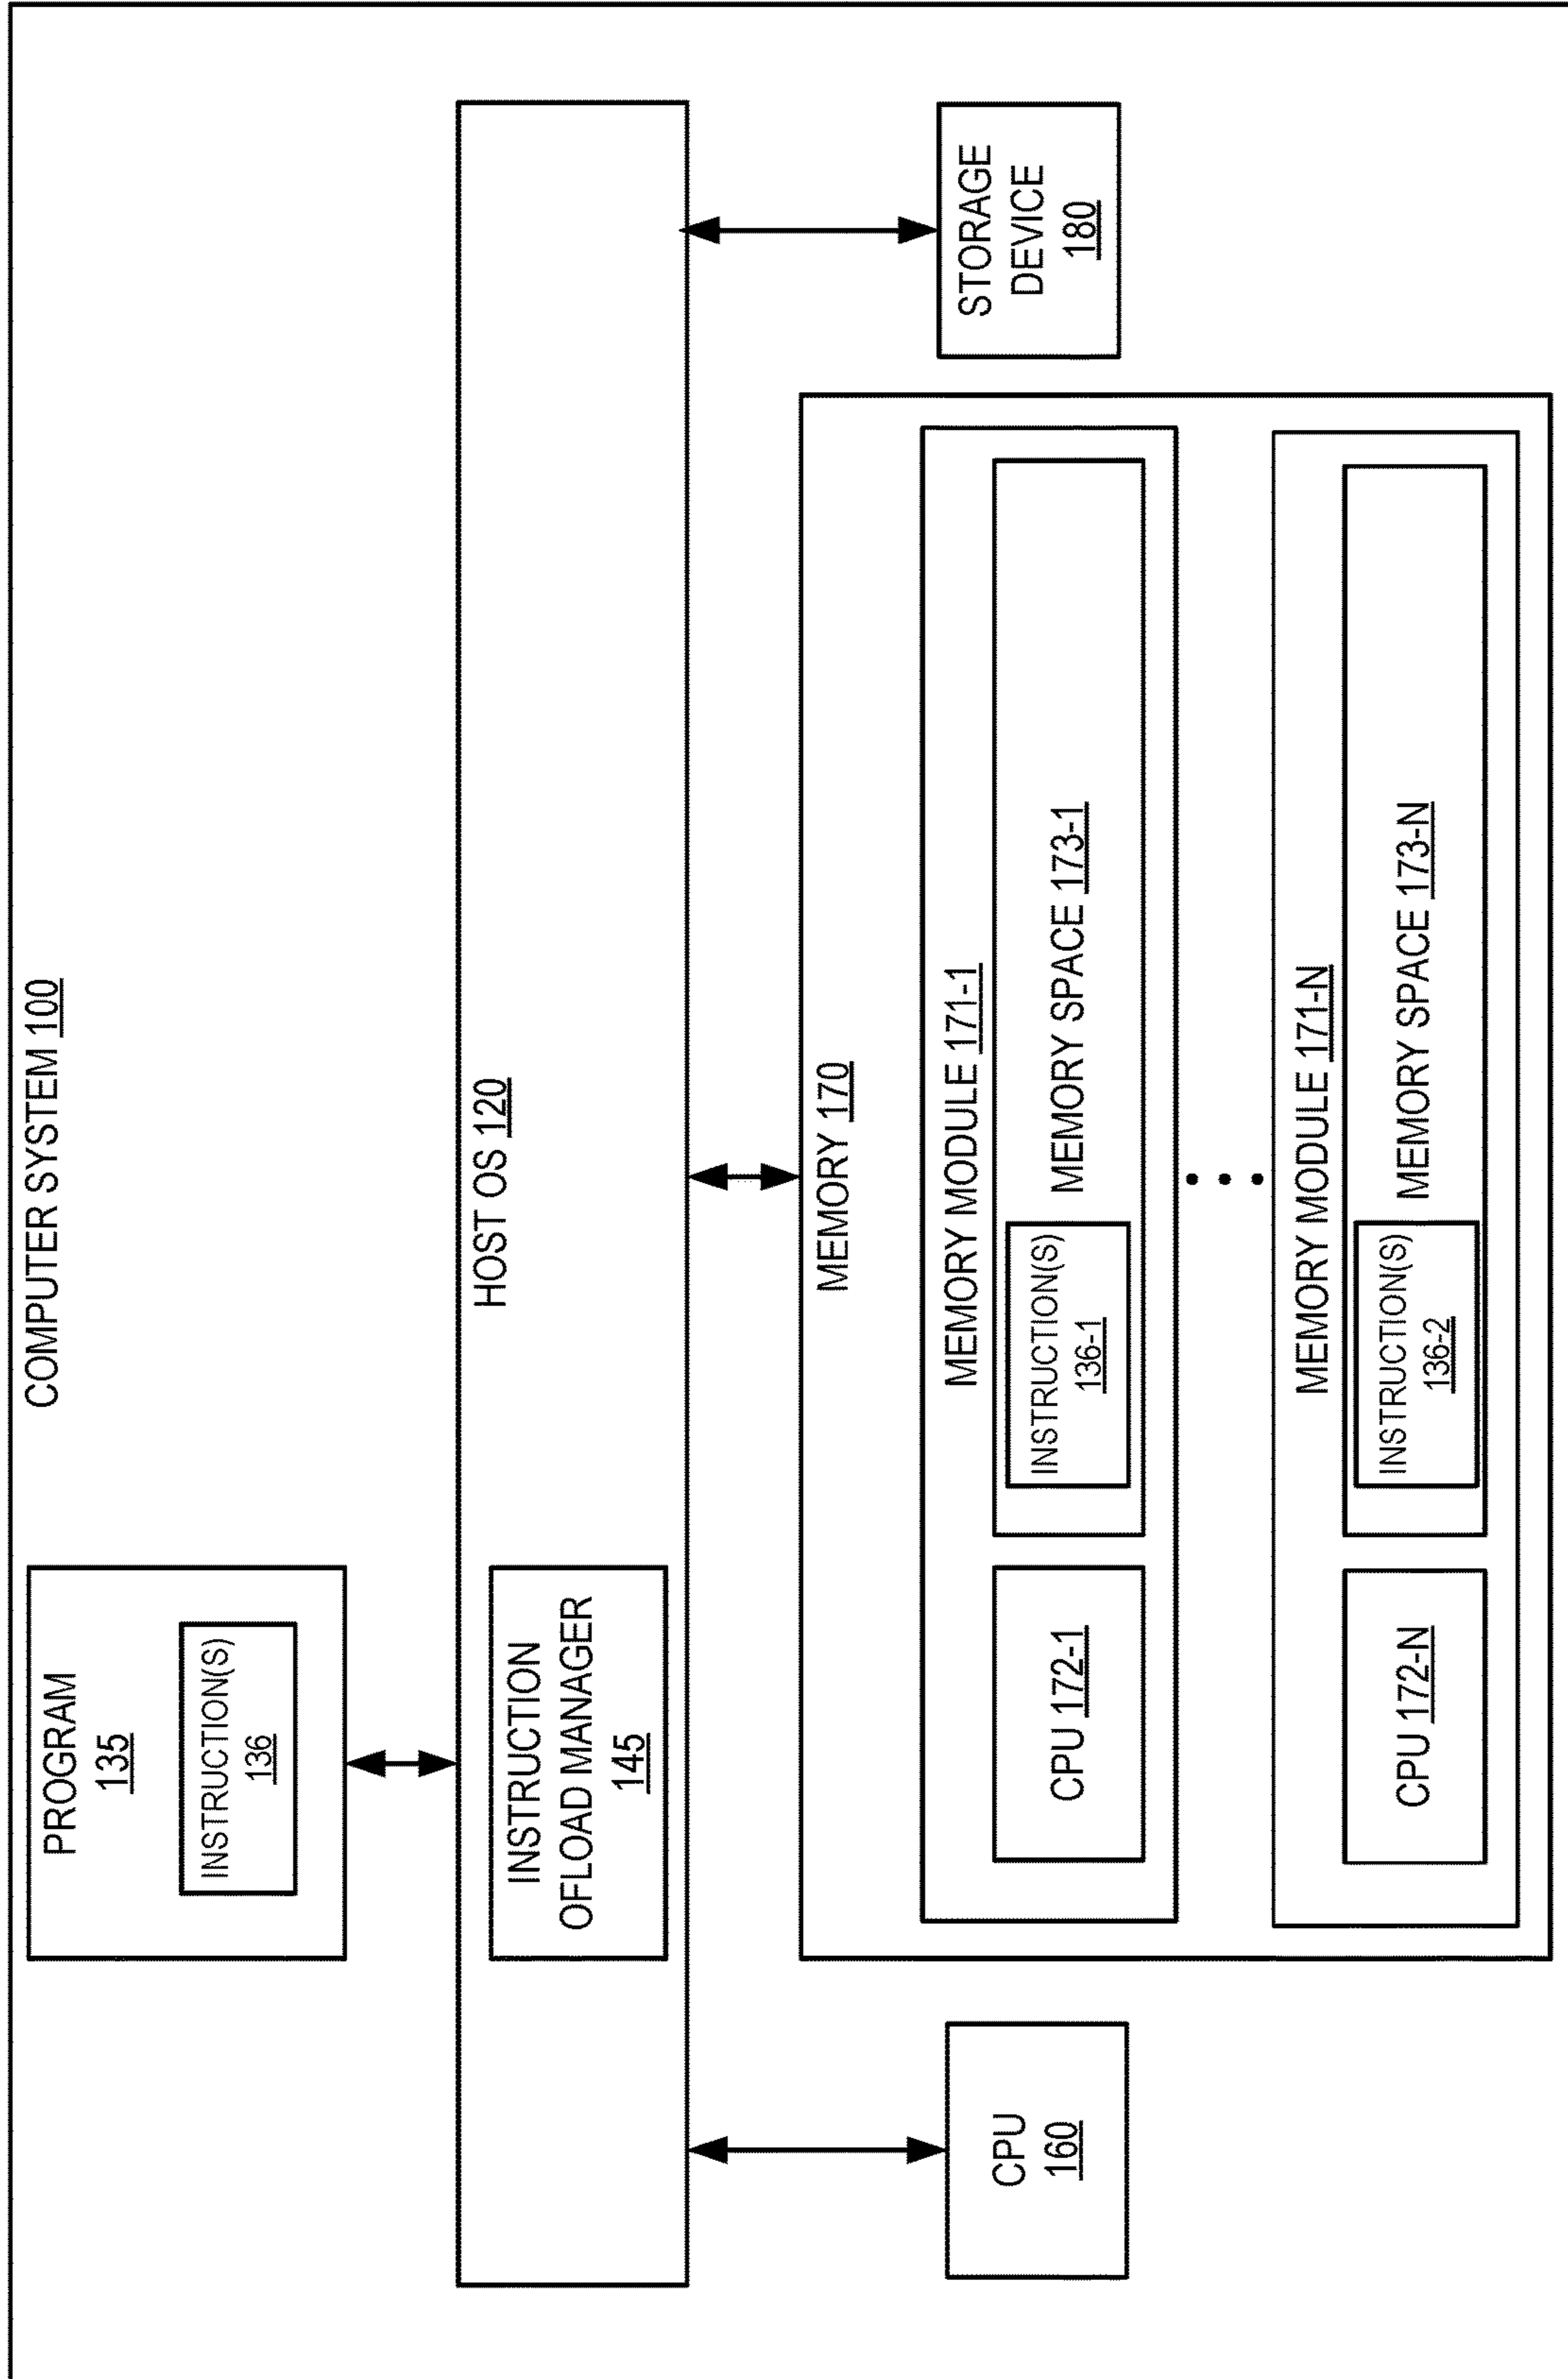 COMPUTER SYSTEM 100
PROGRAM
135
INSTRUCTION(S)
136
HOST OS 120
INSTRUCTION
OFLOAD MANAGER
145
CPU
160
MEMORY 170
MEMORY MODULE 171-1
CPU 172-1
INSTRUCTION(S)
136-1
MEMORY SPACE 173-1
MEMORY MODULE 171-N
CPU 172-N
INSTRUCTION(S)
136-2
MEMORY SPACE 173-N
STORAGE
DEVICE
180